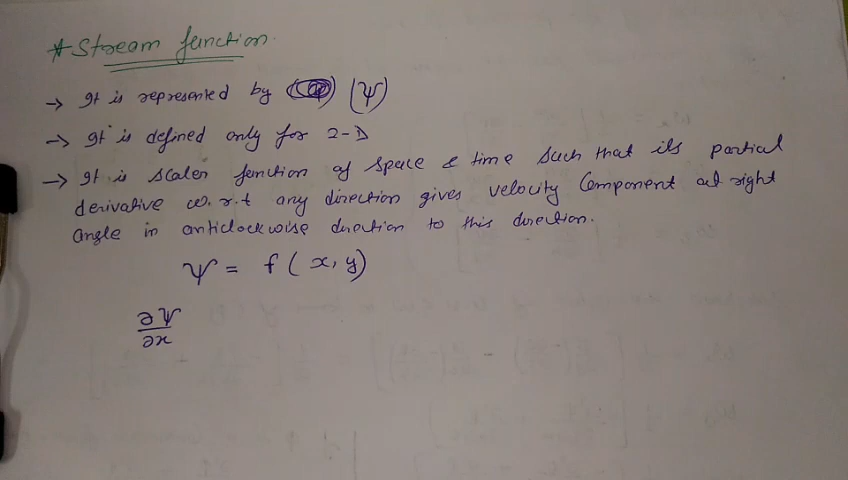 * Stream function.
→ It is represented by (ψ)
→ It is defined only for 2-D
→ It is scaler function of space & time such that its partial
derivative w.r.t any direction gives velocity component at right
angle in anticlockwise direction to this direction.
ψ = f(x, y)
∂ψ
∂x